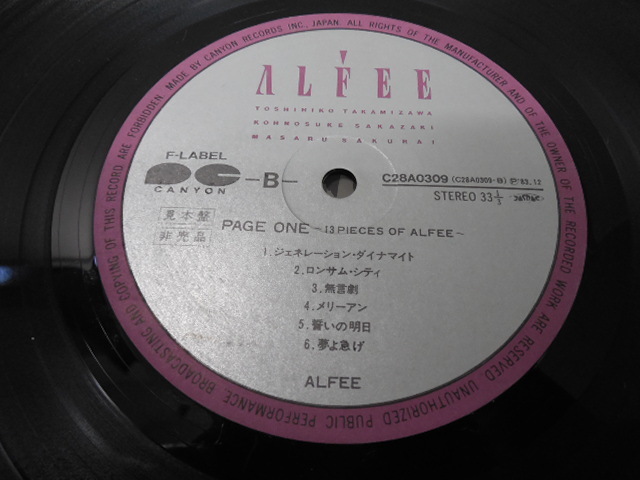 ALFEE
TOSHIHIKO TAKAMIZAWA
KOHNOSUKE SAKAZAKI
MASARU SAKURAI
F-LABEL
CANYON
-B-
C28A0309 (C28A0309-B) Ⓟ'83.12
STEREO 33⅓
見本盤
非売品
PAGE ONE ~13 PIECES OF ALFEE~
1.ジェネレーション・ダイナマイト
2.ロンサム・シティ
3.無言劇
4.メリーアン
5.誓いの明日
6.夢よ急げ
ALFEE
MADE BY CANYON RECORDS INC., JAPAN. ALL RIGHTS OF THE MANUFACTURER AND OF THE OWNER OF THE RECORDED WORK ARE RESERVED UNAUTHORIZED PUBLIC PERFORMANCE, BROADCASTING AND COPYING OF THIS RECORD ARE FORBIDDEN.